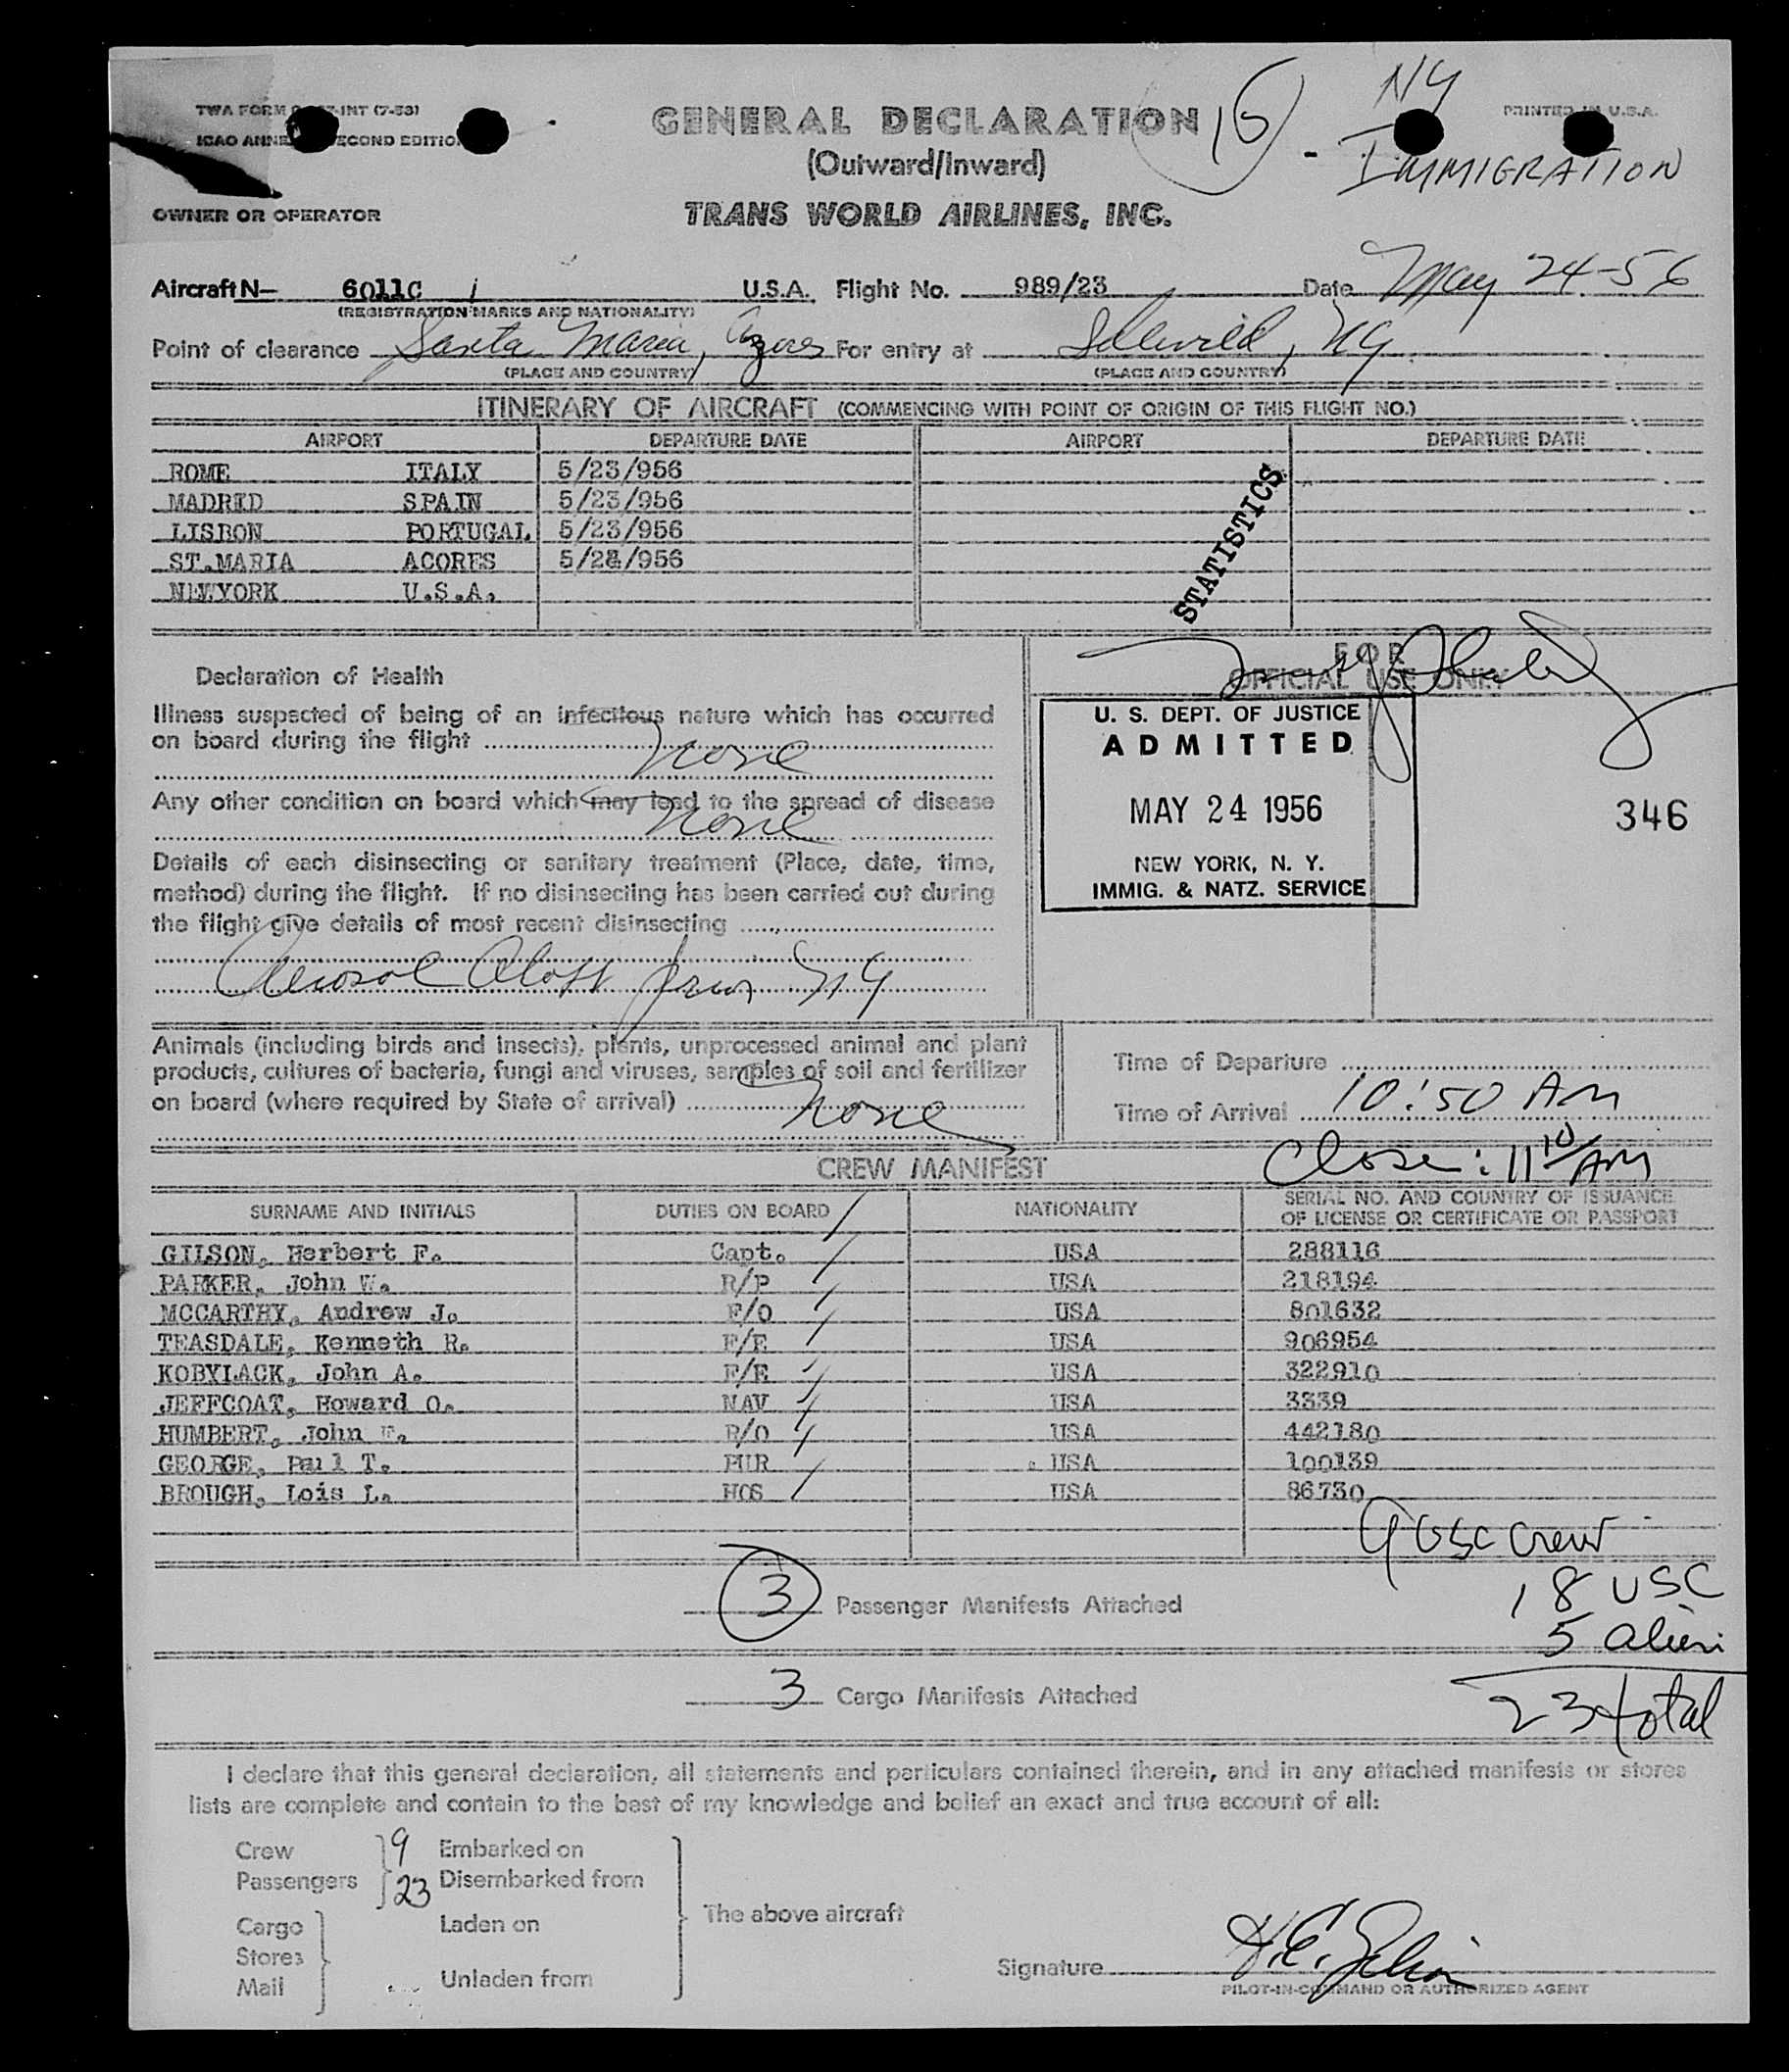 NY
TWA FORM -INT (7-53)
GENERAL DECLARATION
15
PRINTED IN U.S.A.
ICAO ANNE SECOND EDITION
(Outward/Inward)
- IMMIGRATION
OWNER OR OPERATOR
TRANS WORLD AIRLINES, INC.
Aircraft N- 6011C U.S.A. Flight No. 989/23 Date May 24-56
(REGISTRATION MARKS AND NATIONALITY)
Point of clearance Santa Maria, Azores For entry at Idlewild, NY.
(PLACE AND COUNTRY) (PLACE AND COUNTRY)
ITINERARY OF AIRCRAFT (COMMENCING WITH POINT OF ORIGIN OF THIS FLIGHT NO.)
AIRPORT DEPARTURE DATE AIRPORT DEPARTURE DATE
ROME ITALY 5/23/956
MADRID SPAIN 5/23/956
LISBON PORTUGAL 5/23/956
ST.MARIA ACORES 5/24/956
NEWYORK U.S.A.
STATISTICS
FOR
OFFICIAL USE ONLY
Declaration of Health
Illness suspected of being of an infectious nature which has occurred
on board during the flight
None
Any other condition on board which may lead to the spread of disease
None
Details of each disinsecting or sanitary treatment (Place, date, time,
method) during the flight. If no disinsecting has been carried out during
the flight give details of most recent disinsecting
Aerosol from NY
U. S. DEPT. OF JUSTICE
ADMITTED
MAY 24 1956
NEW YORK, N. Y.
IMMIG. & NATZ. SERVICE
346
Animals (including birds and insects), plants, unprocessed animal and plant
products, cultures of bacteria, fungi and viruses, samples of soil and fertilizer
on board (where required by State of arrival)
None
Time of Departure
Time of Arrival 10:50 AM
Close: 11 10/AM
CREW MANIFEST
SURNAME AND INITIALS DUTIES ON BOARD NATIONALITY SERIAL NO. AND COUNTRY OF ISSUANCE
OF LICENSE OR CERTIFICATE OR PASSPORT
GILSON, Herbert F. Capt. USA 288116
PARKER, John W. R/P USA 218194
MCCARTHY, Andrew J. F/O USA 801632
TEASDALE, Kenneth R. F/E USA 906954
KOBYLACK, John A. F/E USA 322910
JEFFCOAT, Howard O. NAV USA 3339
HUMBERT, John R/O USA 442180
GEORGE, Paul T. PUR USA 100139
BROUGH, Lois L. HOS USA 86730
9 USC Crew
3 Passenger Manifests Attached
18 USC
5 alien
3 Cargo Manifests Attached
23 total
I declare that this general declaration, all statements and particulars contained therein, and in any attached manifests or stores
lists are complete and contain to the best of my knowledge and belief an exact and true account of all:
Crew 9 Embarked on
Passengers 23 Disembarked from
The above aircraft
Cargo Laden on
Stores
Mail Unladen from
Signature H.E. Gilson
PILOT-IN-COMMAND OR AUTHORIZED AGENT